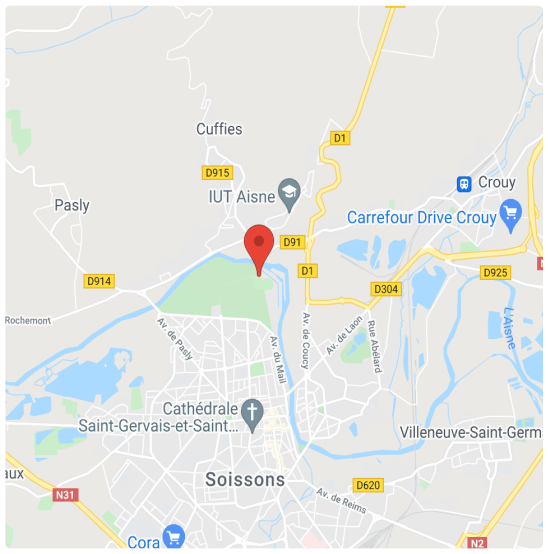 D1
Cuffies
D915
IUT Aisne
Crouy
Pasly
Carrefour Drive Crouy
D91
D1
D925
D914
D304
L'Aisne
Rochemont
Av. de Pasly
Av. du Mail
Av. de Coucy
Av. de Laon
Rue Abélard
Cathédrale
Saint-Gervais-et-Saint...
Villeneuve-Saint-Germa
aux
Soissons
D620
N31
Av. de Reims
Cora
N2